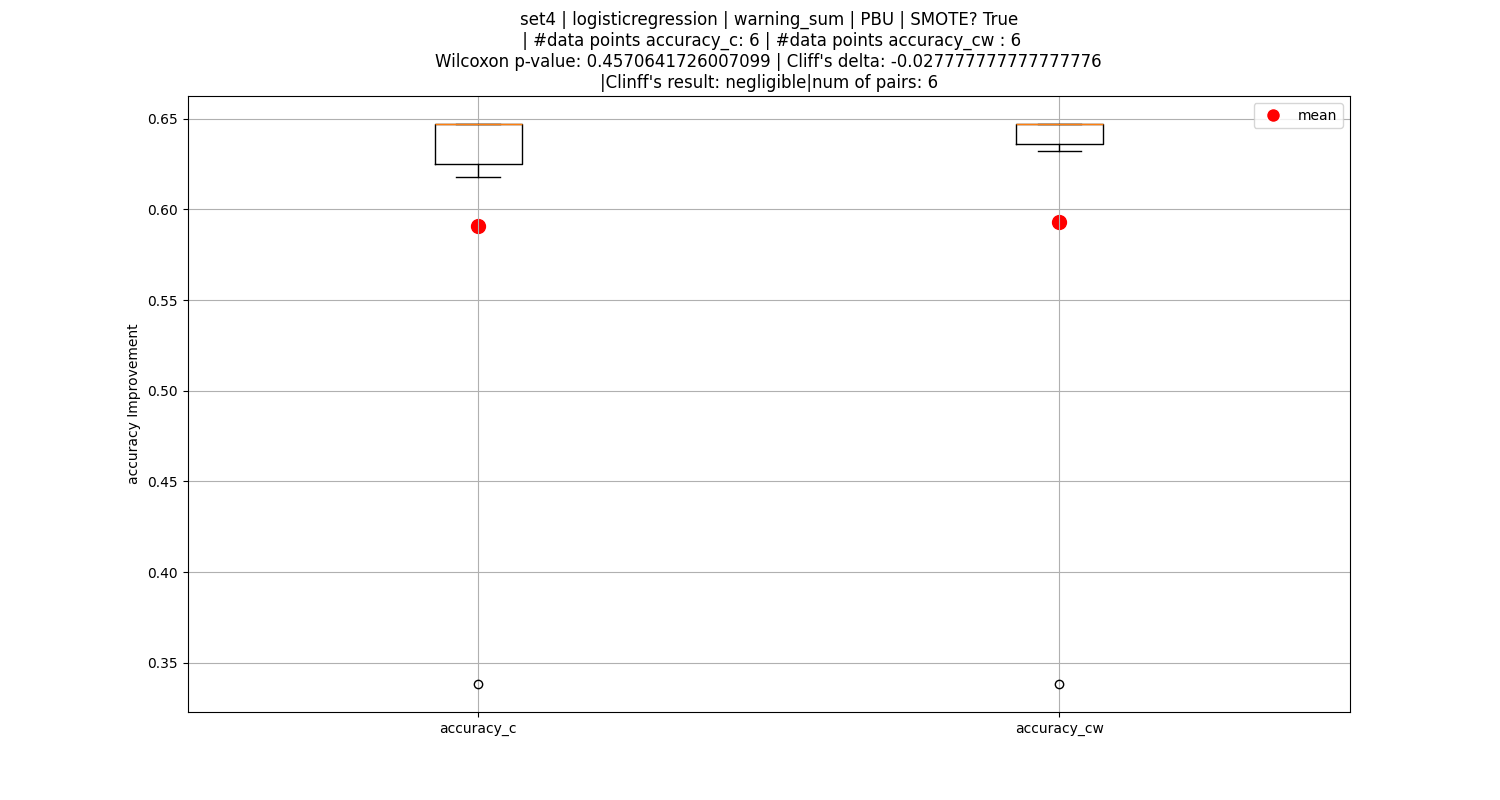 set4 | logisticregression | warning_sum | PBU | SMOTE? True
| #data points accuracy_c: 6 | #data points accuracy_cw : 6
Wilcoxon p-value: 0.4570641726007099 | Cliff's delta: -0.027777777777777776
|Clinff's result: negligible|num of pairs: 6
mean
0.65
0.60
0.55
0.50
0.45
0.40
0.35
accuracy Improvement
accuracy_c
accuracy_cw